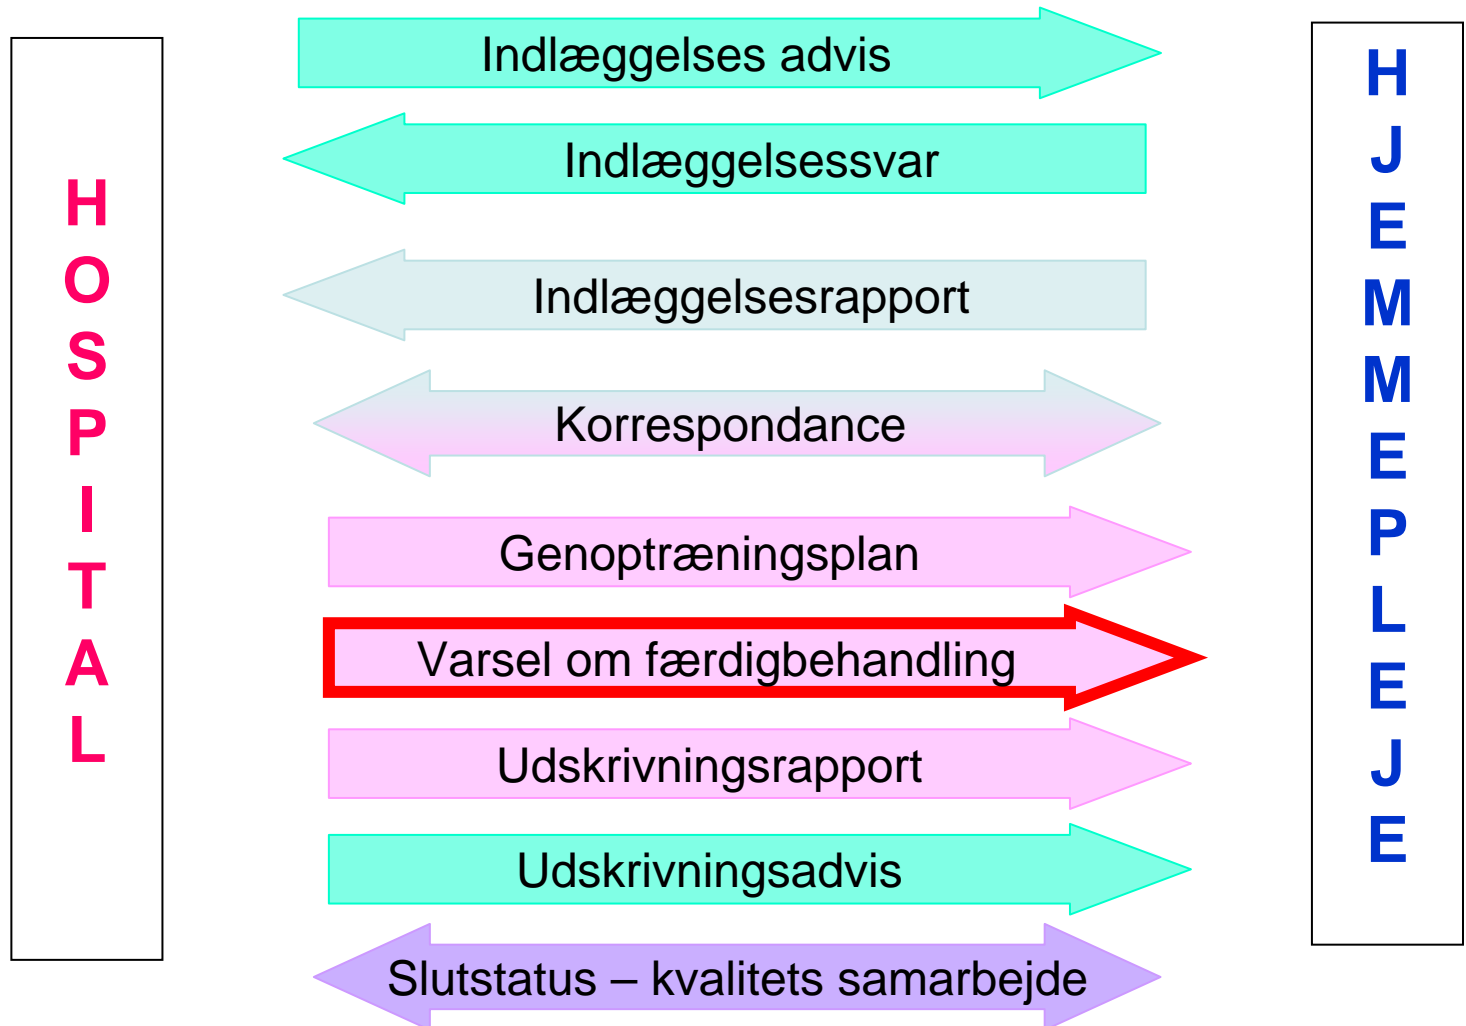 HOSPITAL
Indlæggelses advis
Indlæggelsessvar
Indlæggelsesrapport
Korrespondance
Genoptræningsplan
Varsel om færdigbehandling
Udskrivningsrapport
Udskrivningsadvis
Slutstatus – kvalitets samarbejde
HJEMMEPLEJE